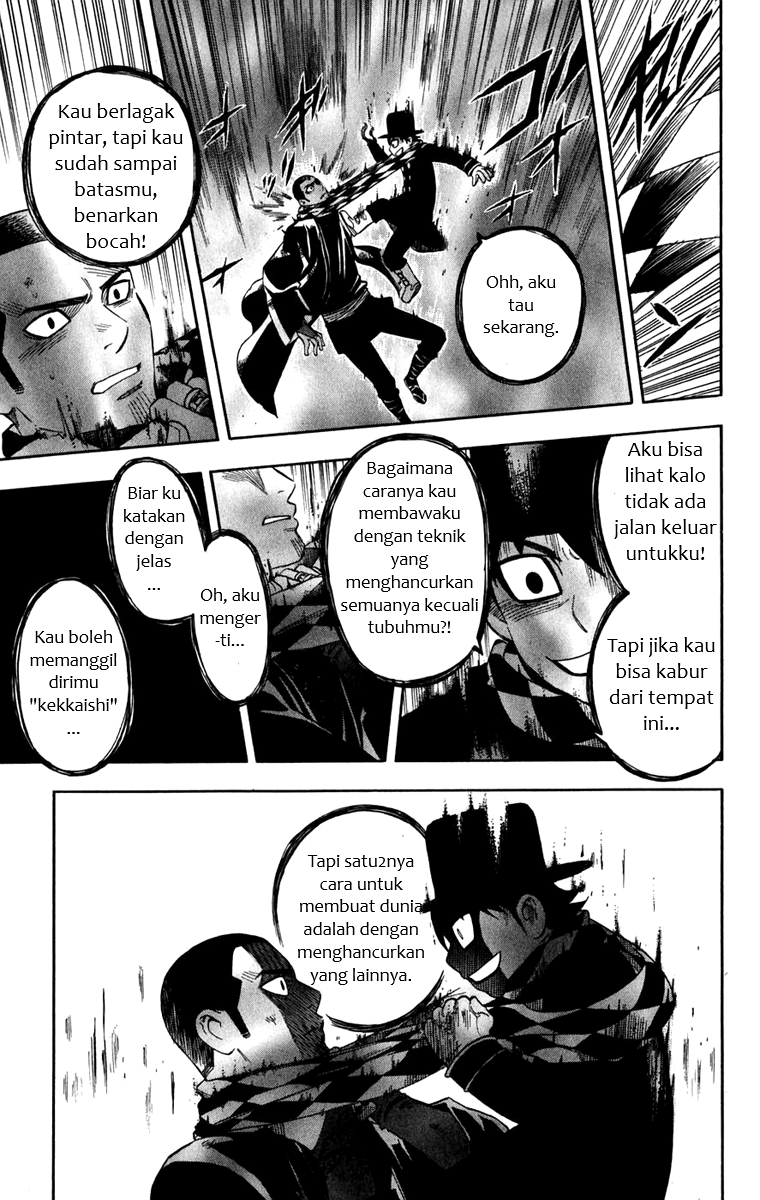 Ohh, aku
tau
sekarang.
Kau berlagak
pintar, tapi kau
sudah sampai
batasmu,
benarkan
bocah!
Aku bisa
lihat kalo
tidak ada
jalan keluar
untukku!
Tapi jika kau
bisa kabur
dari tempat
ini...
Bagaimana
caranya kau
membawaku
dengan teknik
yang
menghancurkan
semuanya kecuali
tubuhmu?!
Oh, aku
menger
-ti...
Biar ku
katakan
dengan
jelas
...
Kau boleh
memanggil
dirimu
"kekkaishi"
...
Tapi satu2nya
cara untuk
membuat dunia
adalah dengan
menghancurkan
yang lainnya.